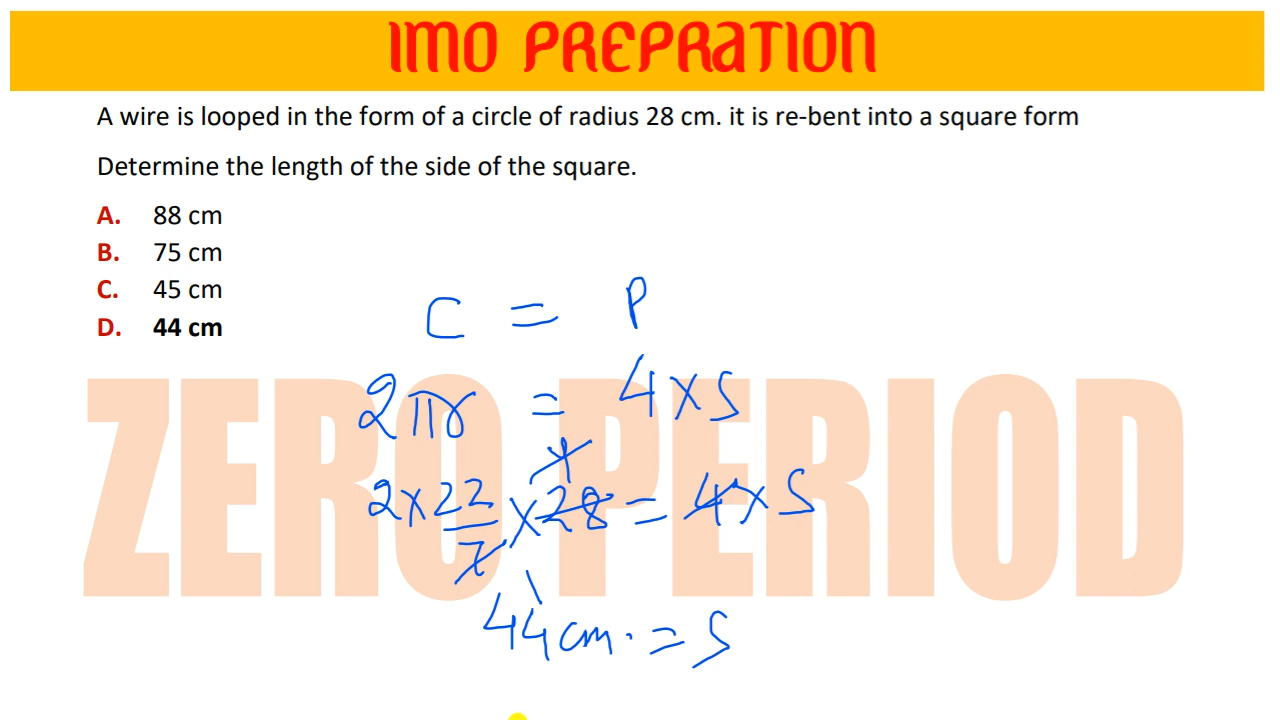 IMO PREPRATION
A wire is looped in the form of a circle of radius 28 cm. it is re-bent into a square form
Determine the length of the side of the square.
A. 88 cm
B. 75 cm
C. 45 cm
D. 44 cm
C = P
2πr = 4×S
4
2×22/7×28=4×S
44cm. = S
ZERO PERIOD